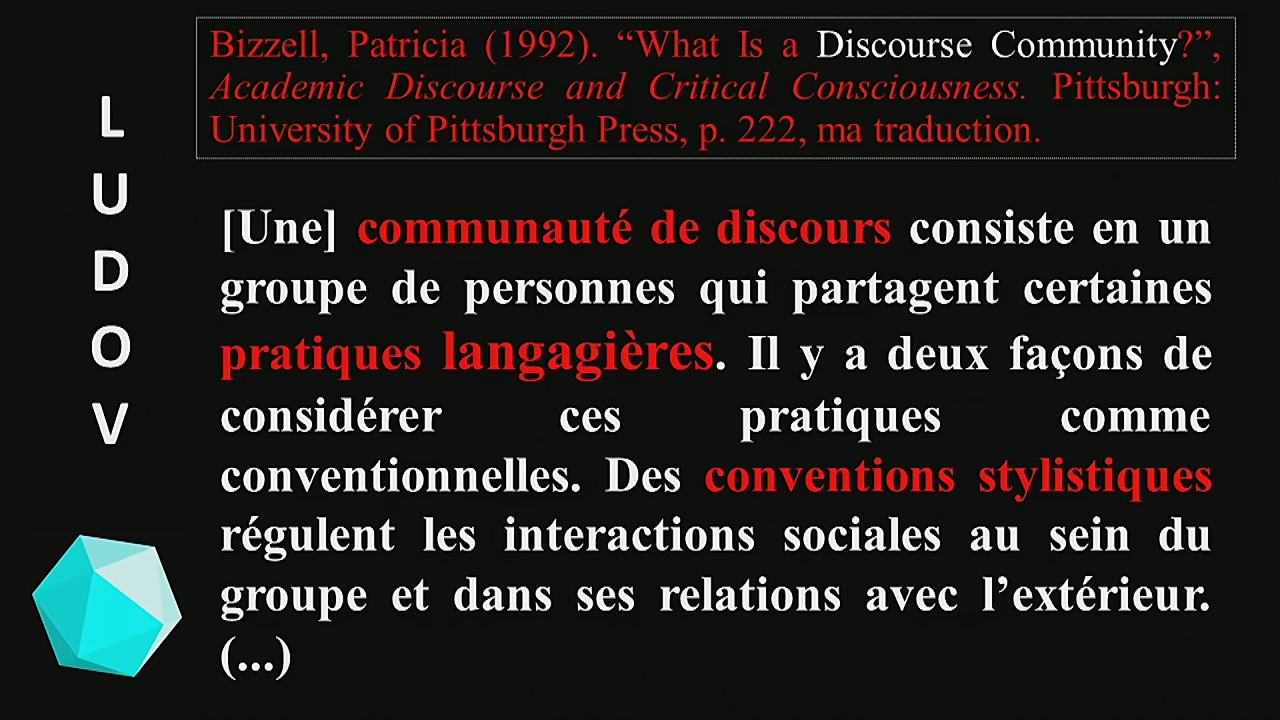 L
U
D
O
V
Bizzell, Patricia (1992). “What Is a Discourse Community?”,
Academic Discourse and Critical Consciousness. Pittsburgh:
University of Pittsburgh Press, p. 222, ma traduction.
[Une] communauté de discours consiste en un
groupe de personnes qui partagent certaines
pratiques langagières. Il y a deux façons de
considérer ces pratiques comme
conventionnelles. Des conventions stylistiques
régulent les interactions sociales au sein du
groupe et dans ses relations avec l’extérieur.
(...)